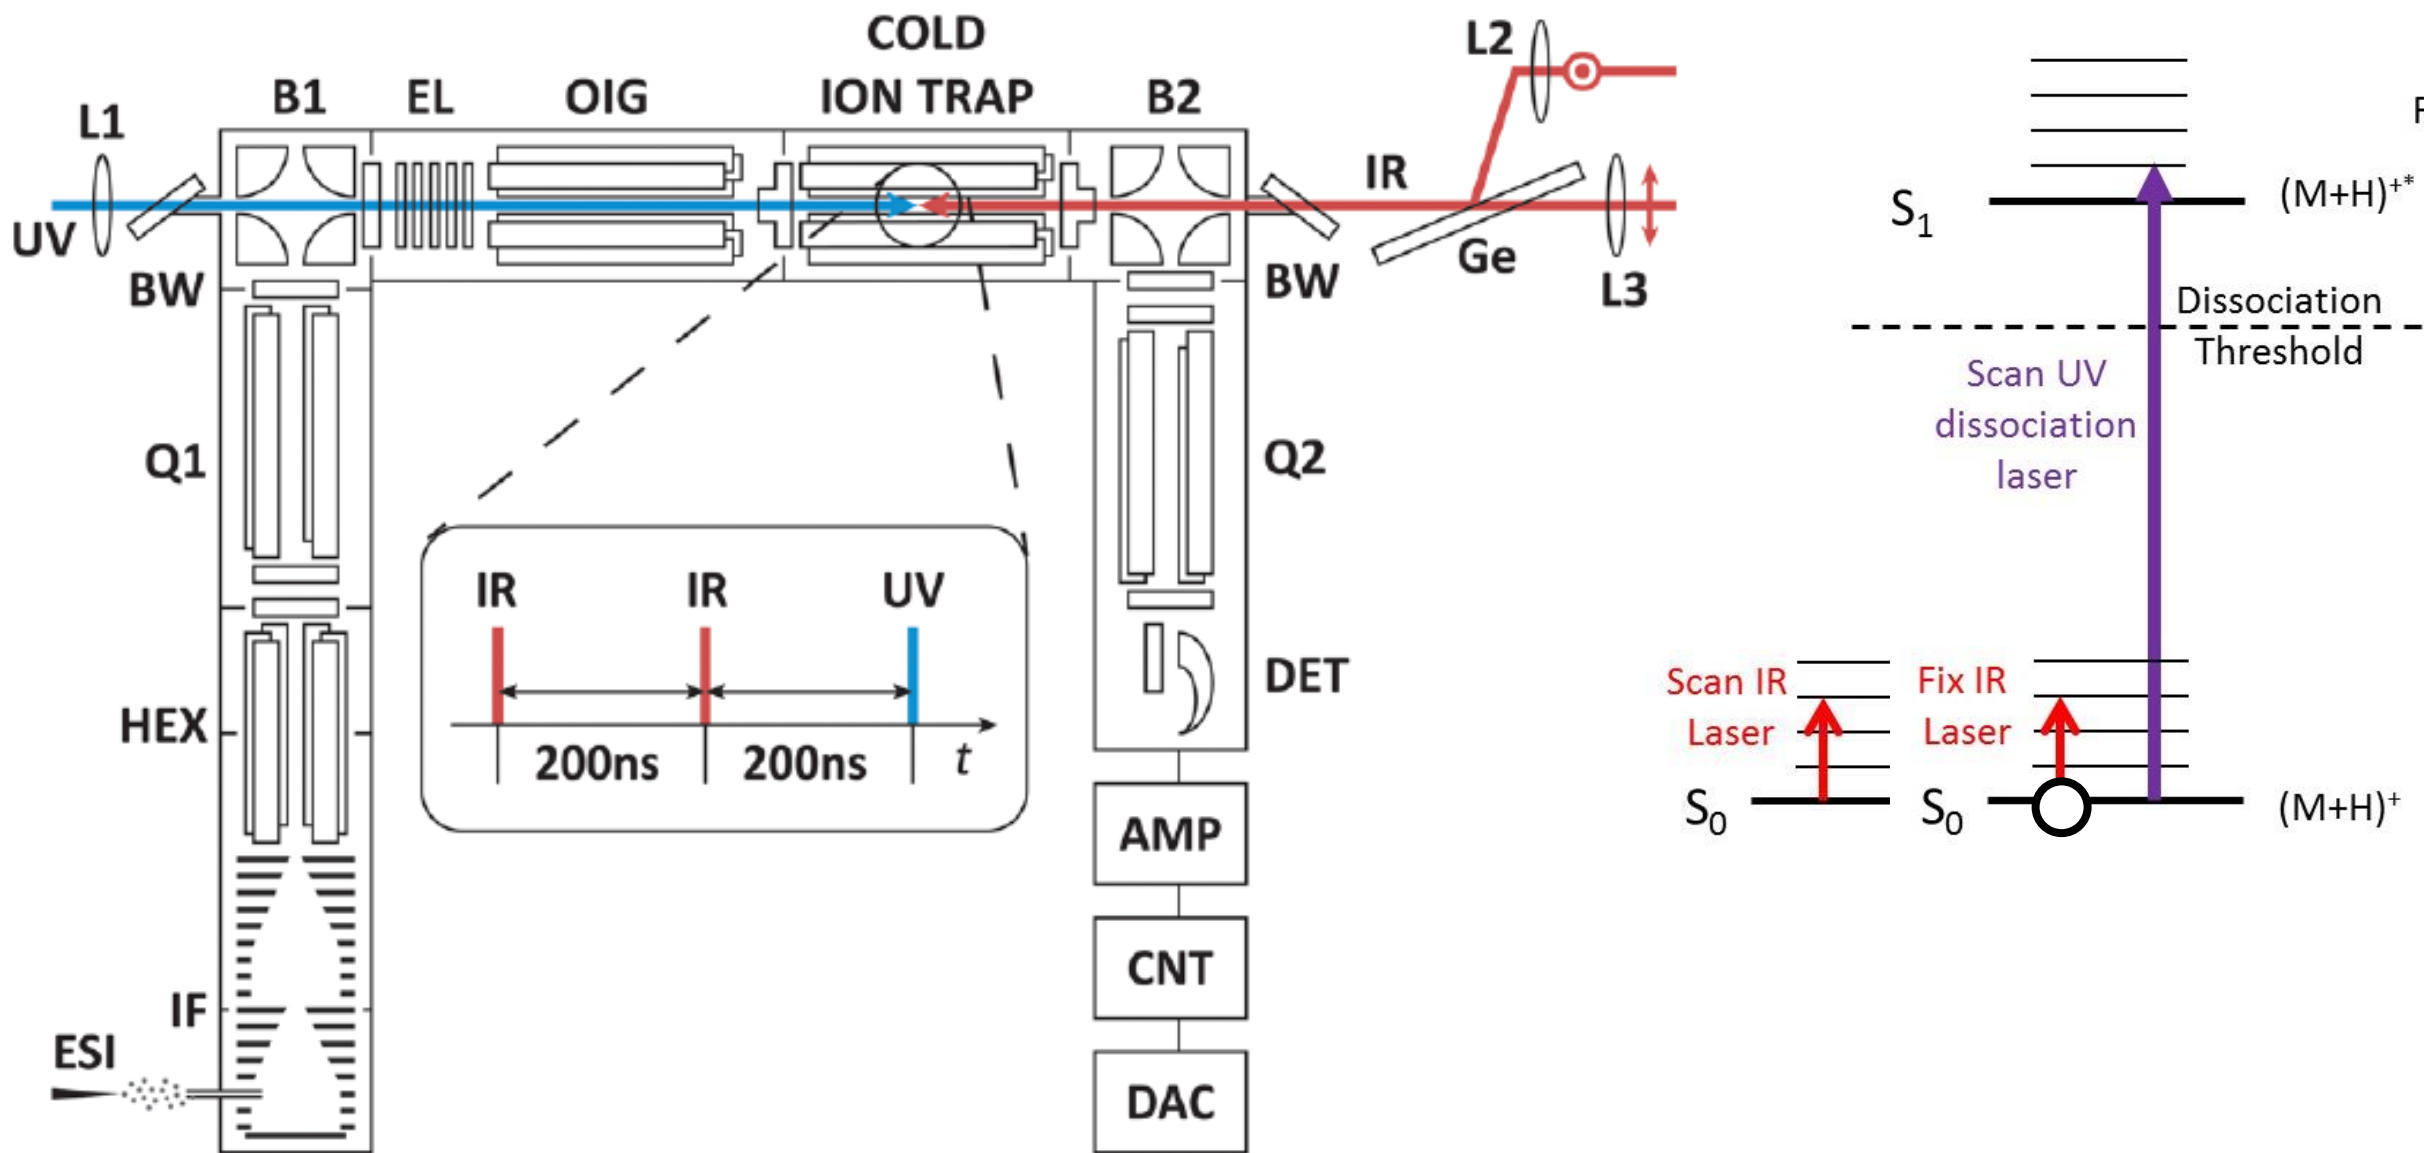 COLD
ION TRAP
B1
EL
OIG
B2
L1
L2
UV
IR
Ge
L3
BW
BW
Q1
Q2
IR
IR
UV
200ns
200ns
t
HEX
DET
AMP
CNT
DAC
IF
ESI
F
S1
(M+H)+*
Dissociation
Threshold
Scan UV
dissociation
laser
Scan IR
Laser
Fix IR
Laser
S0
S0
(M+H)+